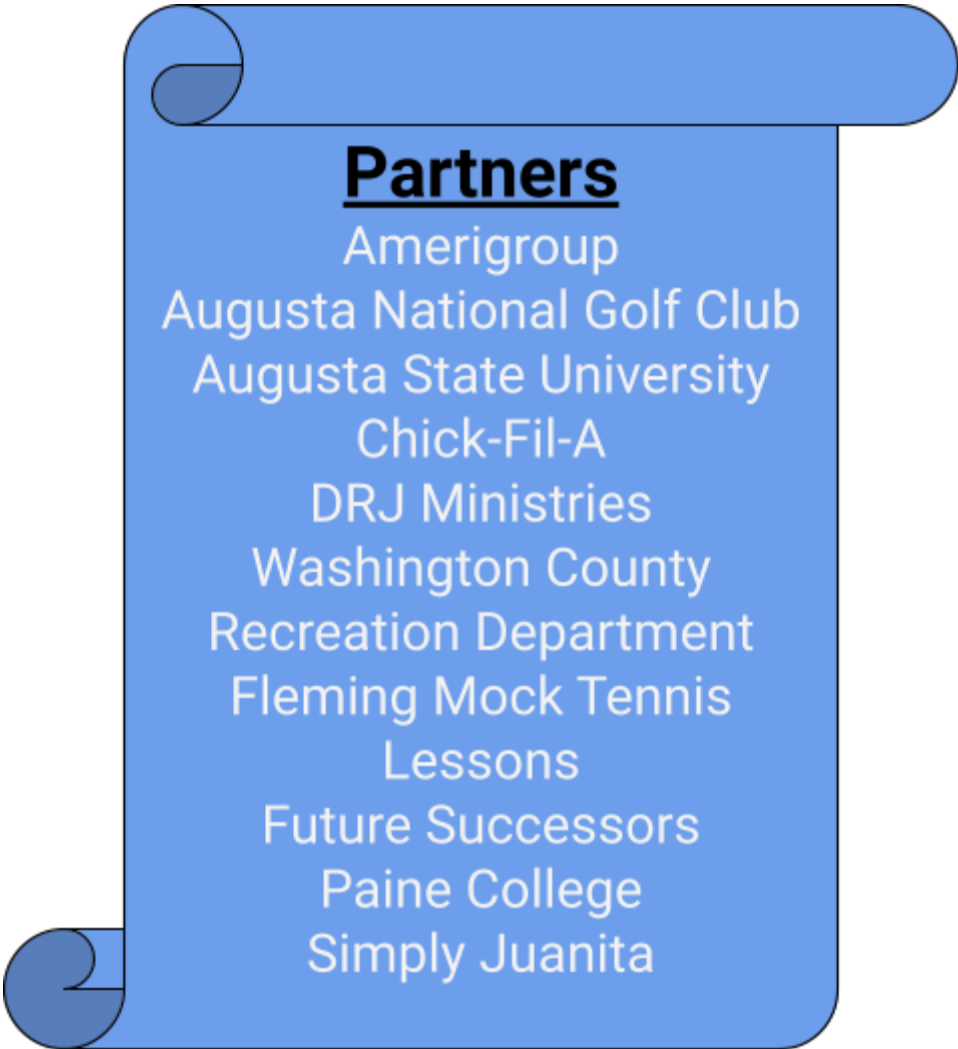 Partners
Amerigroup
Augusta National Golf Club
Augusta State University
Chick-Fil-A
DRJ Ministries
Washington County
Recreation Department
Fleming Mock Tennis
Lessons
Future Successors
Paine College
Simply Juanita